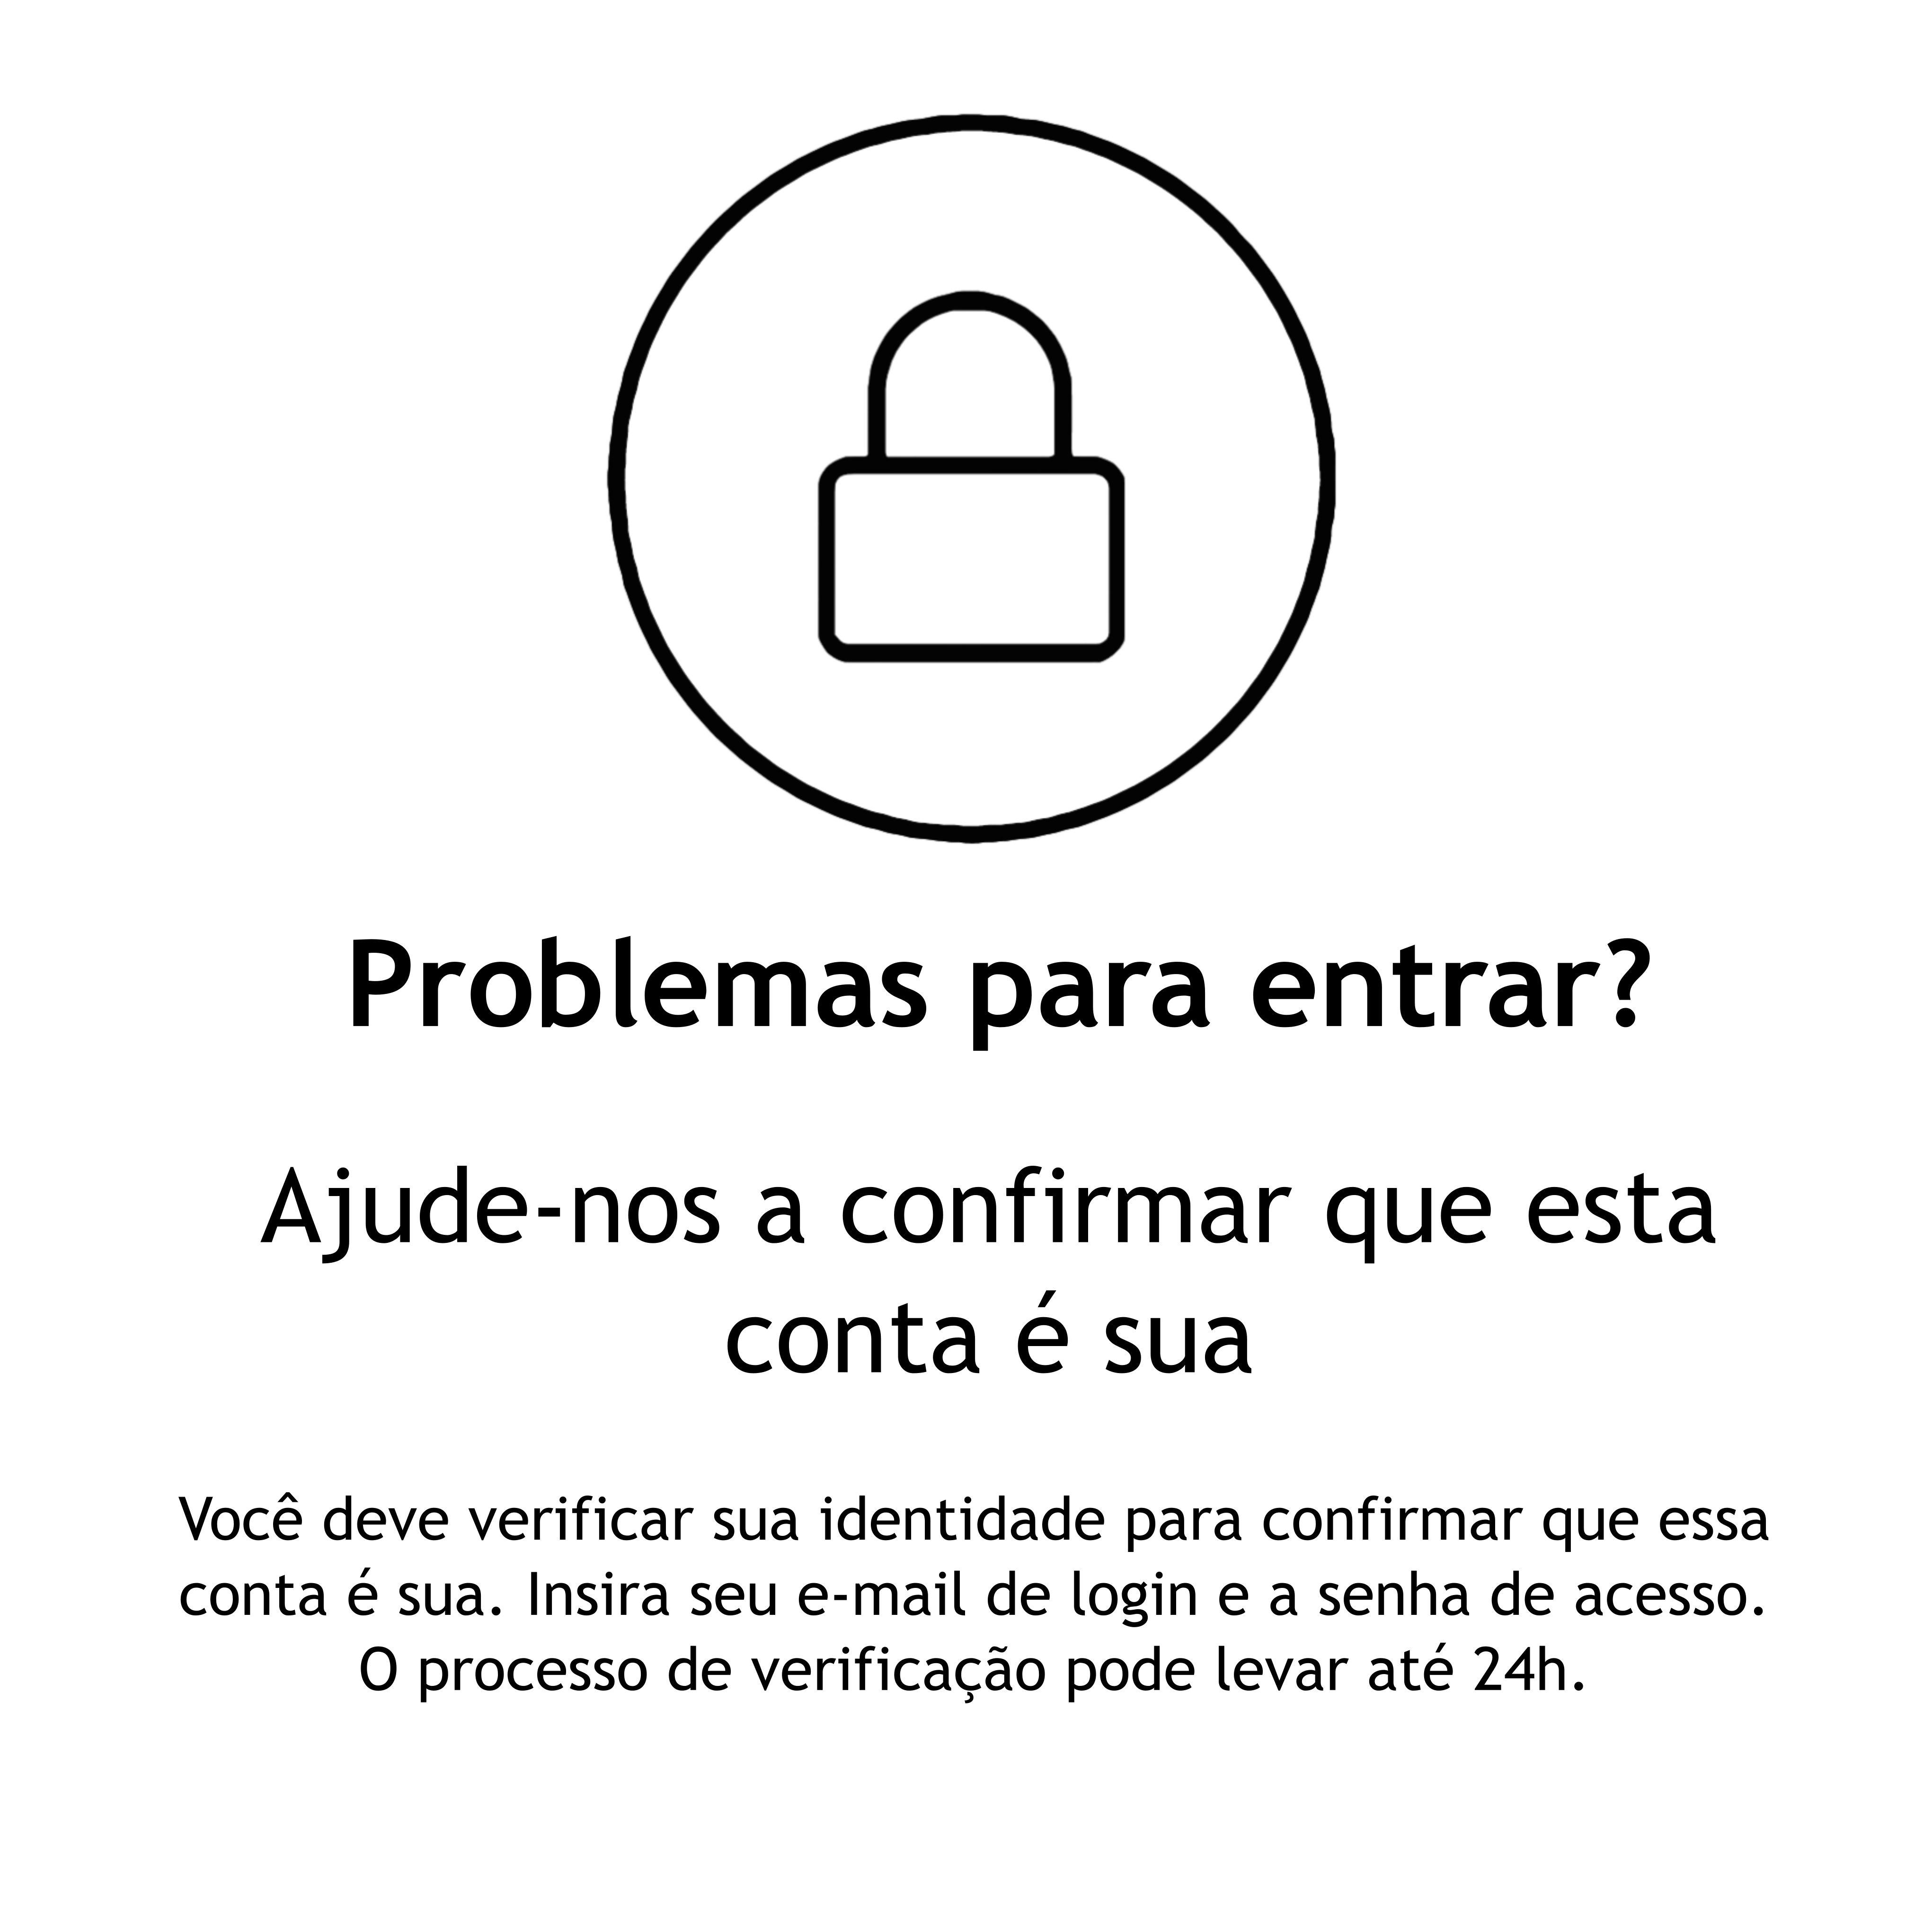 Problemas para entrar?
Ajude-nos a confirmar que esta
conta é sua
Você deve verificar sua identidade para confirmar que essa
conta é sua. Insira seu e-mail de login e a senha de acesso.
O processo de verificação pode levar até 24h.